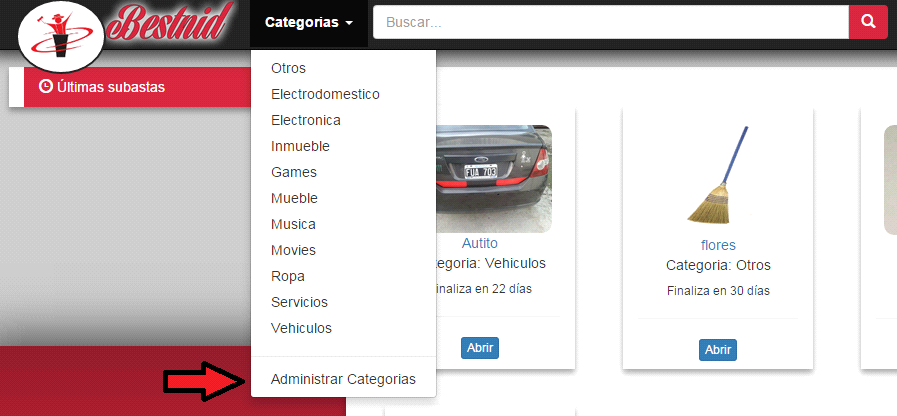 Bestnid
Categorias
Buscar...
Últimas subastas
Otros
Electrodomestico
Electronica
Inmueble
Games
Mueble
Musica
Movies
Ropa
Servicios
Vehiculos
Administrar Categorias
FUA 703
Autito
tegoria: Vehiculos
inaliza en 22 días
Abrir
flores
Categoria: Otros
Finaliza en 30 días
Abrir